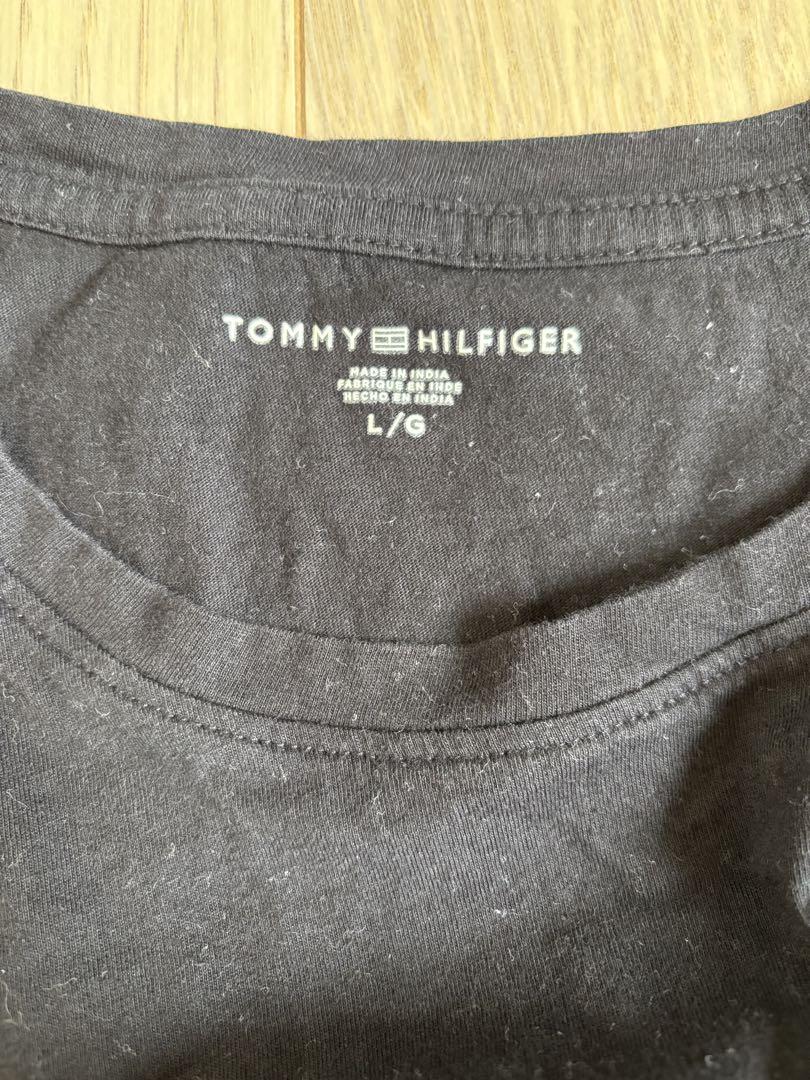 TOMMY HILFIGER
MADE IN INDIA
FABRIQUE EN INDE
HECHO EN INDIA
L/G